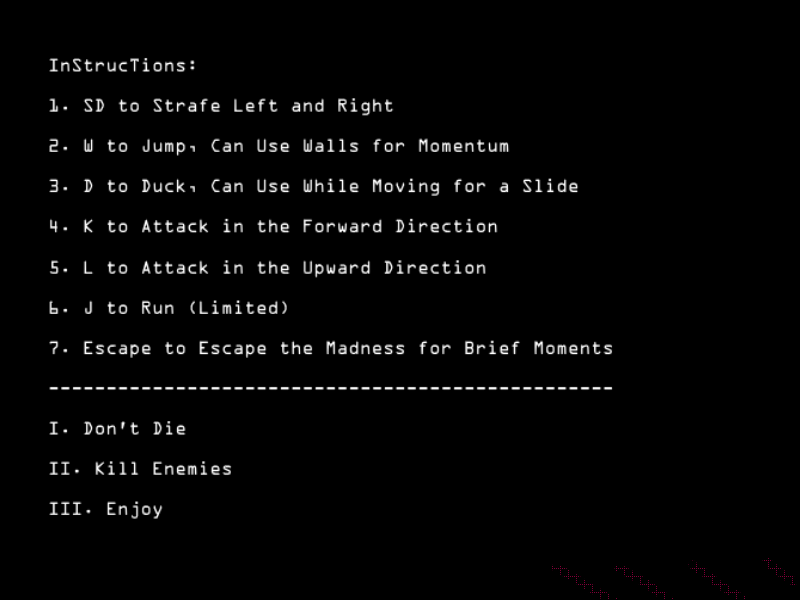 InStrucTions:
1. SD to Strafe Left and Right
2. W to Jump, Can Use Walls for Momentum
3. D to Duck, Can Use While Moving for a Slide
4. K to Attack in the Forward Direction
5. L to Attack in the Upward Direction
6. J to Run (Limited)
7. Escape to Escape the Madness for Brief Moments
-------------------------------------------------
I. Don't Die
II. Kill Enemies
III. Enjoy